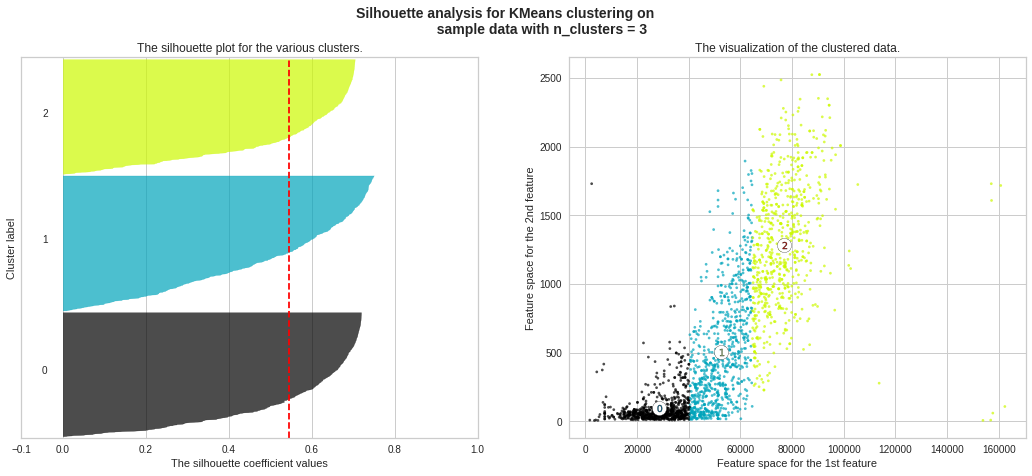 Silhouette analysis for KMeans clustering on
sample data with n_clusters = 3
The silhouette plot for the various clusters.
2
1
0
Cluster label
-0.1 0.0 0.2 0.4 0.6 0.8 1.0
The silhouette coefficient values
The visualization of the clustered data.
2500
2000
1500
1000
500
0
Feature space for the 2nd feature
2
1
0
0 20000 40000 60000 80000 100000 120000 140000 160000
Feature space for the 1st feature